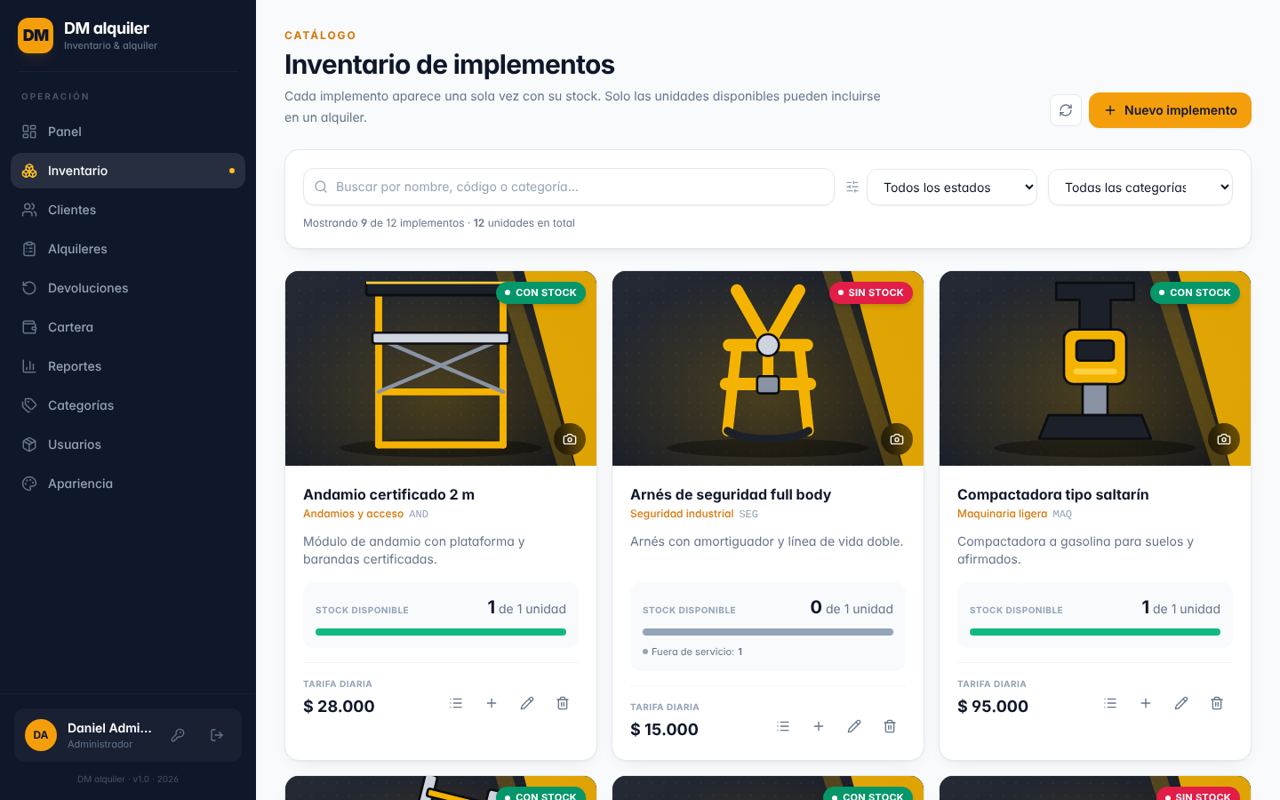 DM
DM alquiler
Inventario & alquiler
OPERACIÓN
Panel
Inventario
Clientes
Alquileres
Devoluciones
Cartera
Reportes
Categorías
Usuarios
Apariencia
DA
Daniel Admi...
Administrador
DM alquiler · v1.0 · 2026
CATÁLOGO
Inventario de implementos
Cada implemento aparece una sola vez con su stock. Solo las unidades disponibles pueden incluirse
en un alquiler.
Nuevo implemento
Buscar por nombre, código o categoría...
Todos los estados
Todas las categorías
Mostrando 9 de 12 implementos · 12 unidades en total
CON STOCK
Andamio certificado 2 m
Andamios y acceso AND
Módulo de andamio con plataforma y
barandas certificadas.
STOCK DISPONIBLE
1 de 1 unidad
TARIFA DIARIA
$ 28.000
SIN STOCK
Arnés de seguridad full body
Seguridad industrial SEG
Arnés con amortiguador y línea de vida doble.
STOCK DISPONIBLE
0 de 1 unidad
Fuera de servicio: 1
TARIFA DIARIA
$ 15.000
CON STOCK
Compactadora tipo saltarín
Maquinaria ligera MAQ
Compactadora a gasolina para suelos y
afirmados.
STOCK DISPONIBLE
1 de 1 unidad
TARIFA DIARIA
$ 95.000
CON STOCK
CON STOCK
SIN STOCK